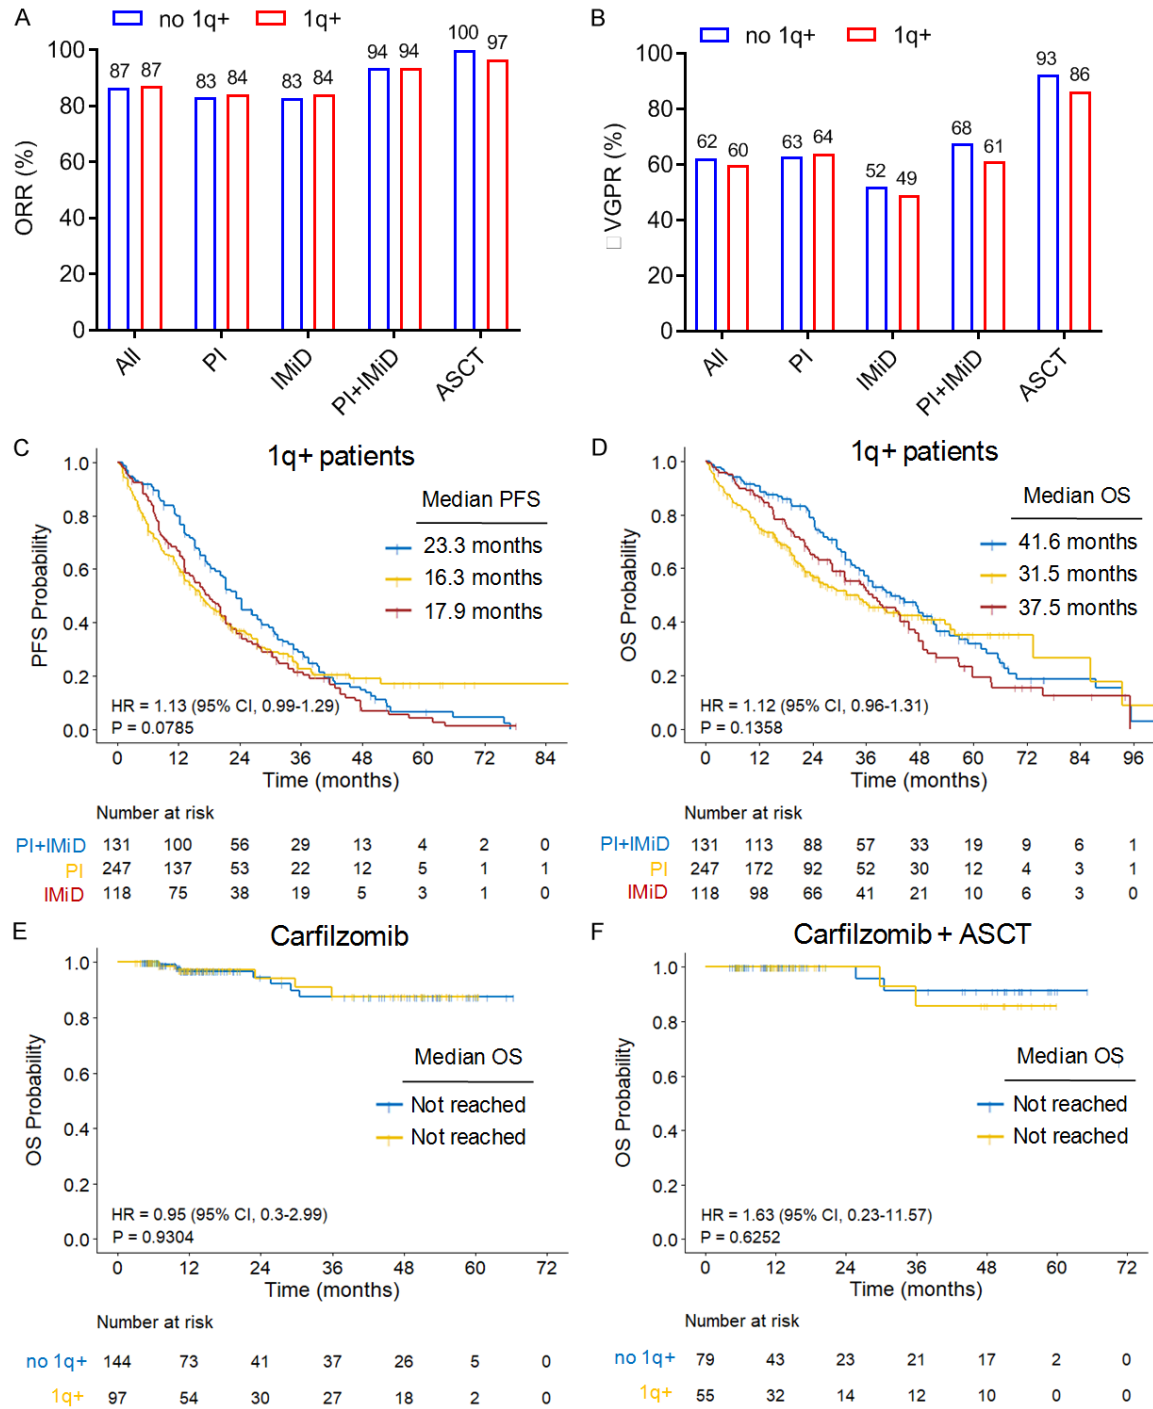 A
no 1q+
1q+
ORR (%)
100
80
60
40
20
0
87
87
83
84
83
84
94
94
100
97
All
PI
IMiD
PI+IMiD
ASCT
B
no 1q+
1q+
□ VGPR (%)
100
80
60
40
20
0
62
60
63
64
52
49
68
61
93
86
All
PI
IMiD
PI+IMiD
ASCT
C
1q+ patients
PFS Probability
1.0
0.8
0.6
0.4
0.2
0.0
Median PFS
23.3 months
16.3 months
17.9 months
HR = 1.13 (95% CI, 0.99-1.29)
P = 0.0785
0 12 24 36 48 60 72 84
Time (months)
Number at risk
PI+IMiD 131 100 56 29 13 4 2 0
PI 247 137 53 22 12 5 1 1
IMiD 118 75 38 19 5 3 1 0
D
1q+ patients
OS Probability
1.0
0.8
0.6
0.4
0.2
0.0
Median OS
41.6 months
31.5 months
37.5 months
HR = 1.12 (95% CI, 0.96-1.31)
P = 0.1358
0 12 24 36 48 60 72 84 96
Time (months)
Number at risk
PI+IMiD 131 113 88 57 33 19 9 6 1
PI 247 172 92 52 30 12 4 3 1
IMiD 118 98 66 41 21 10 6 3 0
E
Carfilzomib
OS Probability
1.0
0.8
0.6
0.4
0.2
0.0
Median OS
Not reached
Not reached
HR = 0.95 (95% CI, 0.3-2.99)
P = 0.9304
0 12 24 36 48 60 72
Time (months)
Number at risk
no 1q+ 144 73 41 37 26 5 0
1q+ 97 54 30 27 18 2 0
F
Carfilzomib + ASCT
OS Probability
1.0
0.8
0.6
0.4
0.2
0.0
Median OS
Not reached
Not reached
HR = 1.63 (95% CI, 0.23-11.57)
P = 0.6252
0 12 24 36 48 60 72
Time (months)
Number at risk
no 1q+ 79 43 23 21 17 2 0
1q+ 55 32 14 12 10 0 0